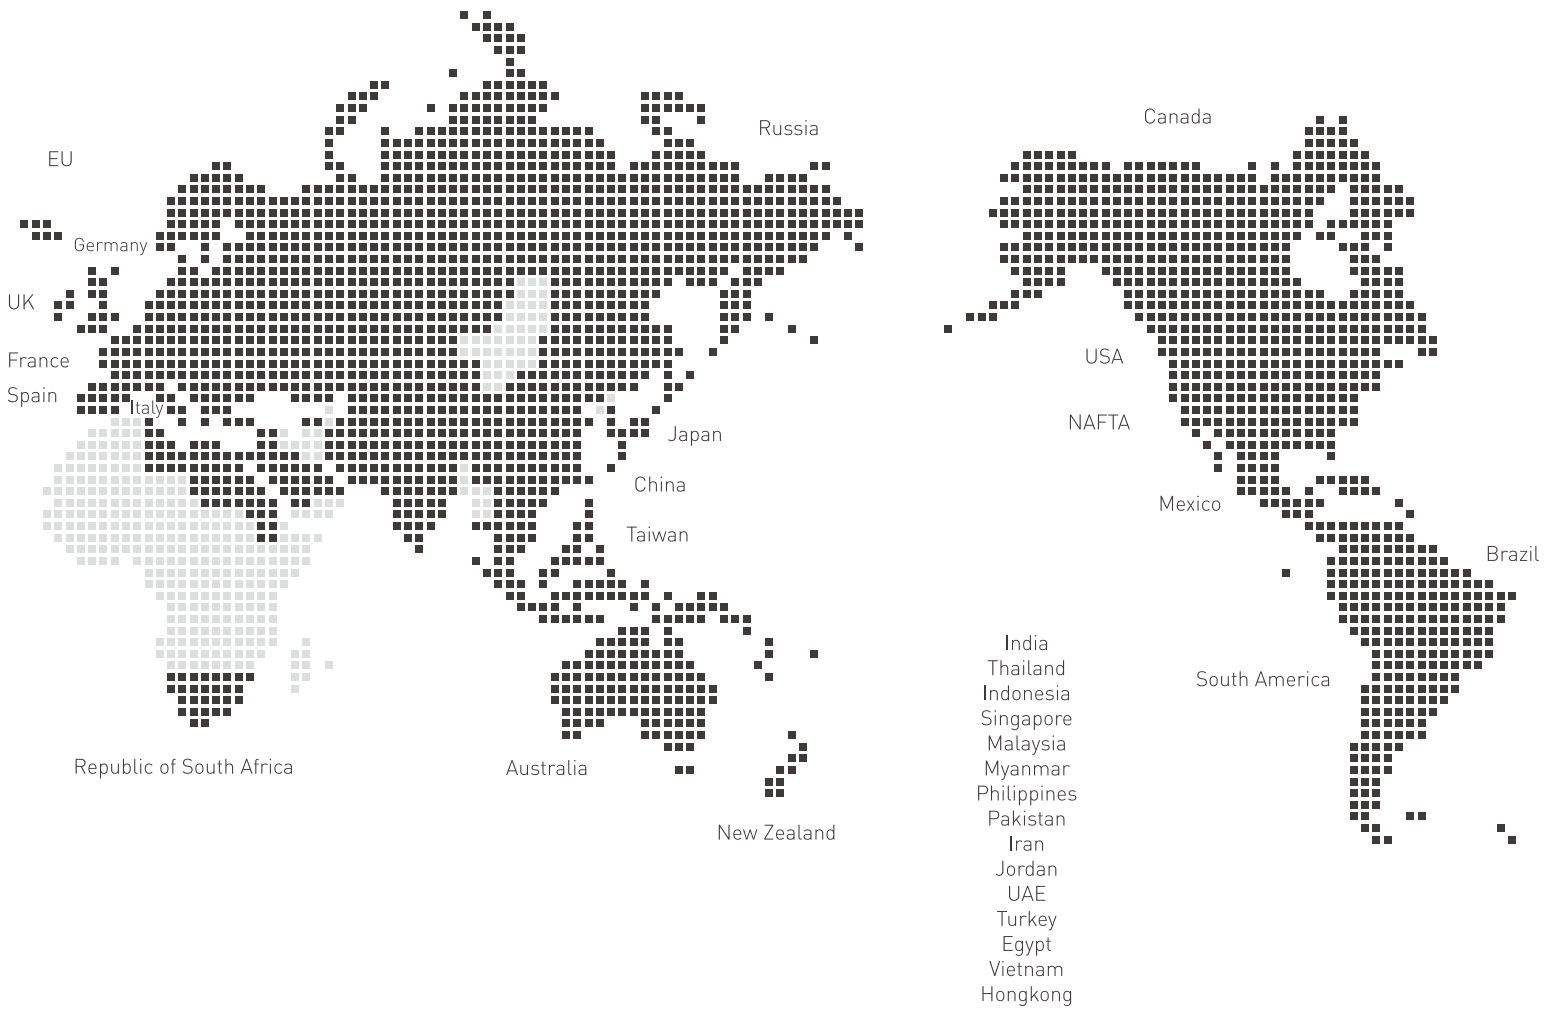 Canada
Russia
EU
Germany
UK
France
USA
Spain
Italy
NAFTA
Japan
China
Mexico
Taiwan
Brazil
India
Thailand
South America
Indonesia
Singapore
Malaysia
Republic of South Africa
Australia
Myanmar
Philippines
Pakistan
New Zealand
Iran
Jordan
UAE
Turkey
Egypt
Vietnam
Hongkong